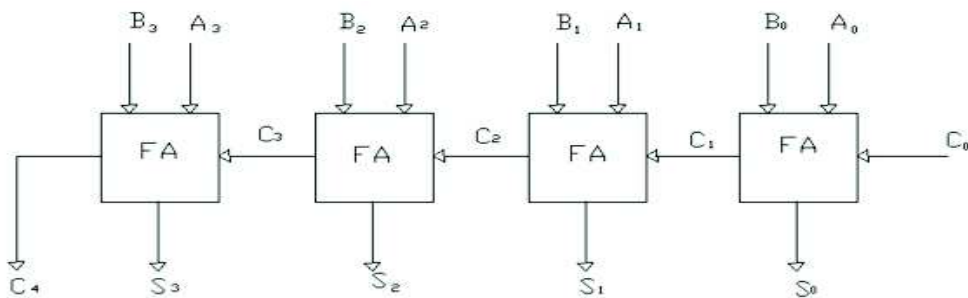 B3 A3 B2 A2 B1 A1 B0 A0
C3 C2 C1 C0
FA FA FA FA
C4 S3 S2 S1 S0